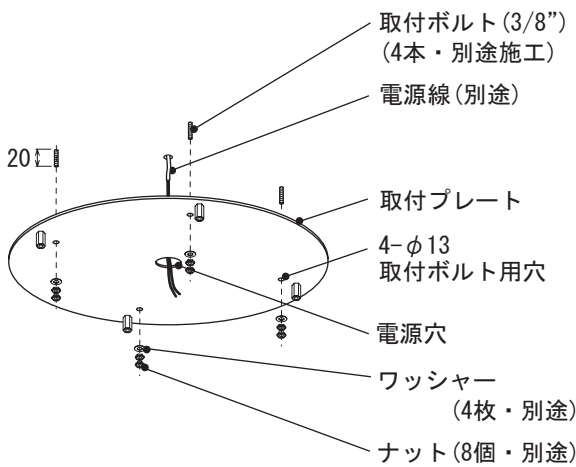 取付ボルト(3/8”)
(4本・別途施工)
電源線(別途)
20
取付プレート
4-φ13
取付ボルト用穴
電源穴
ワッシャー
(4枚・別途)
ナット(8個・別途)